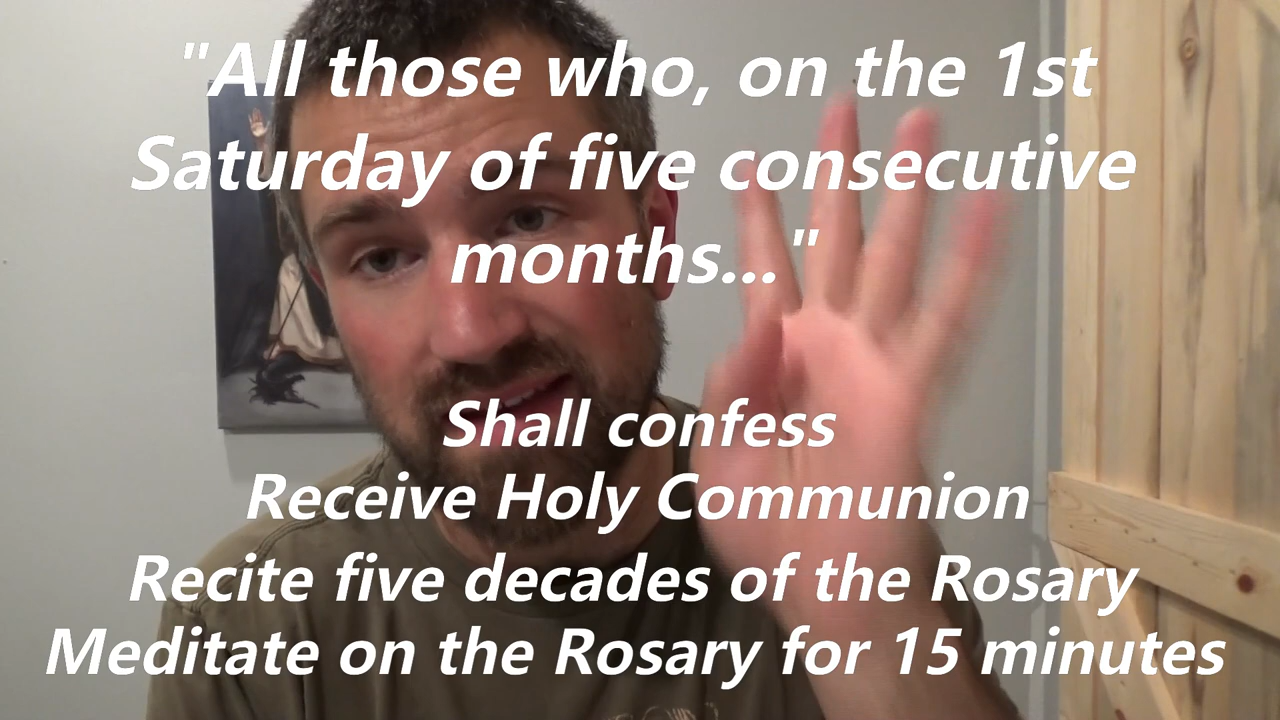 "All those who, on the 1st
Saturday of five consecutive
months..."
Shall confess
Receive Holy Communion
Recite five decades of the Rosary
Meditate on the Rosary for 15 minutes